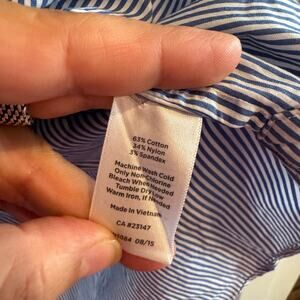 63% Cotton
34% Nylon
3% Spandex
Machine Wash Cold
Only Non-Chlorine
Bleach When Needed
Tumble Dry Low
Warm Iron, If Needed
Made in Vietnam
CA #23147
08/15